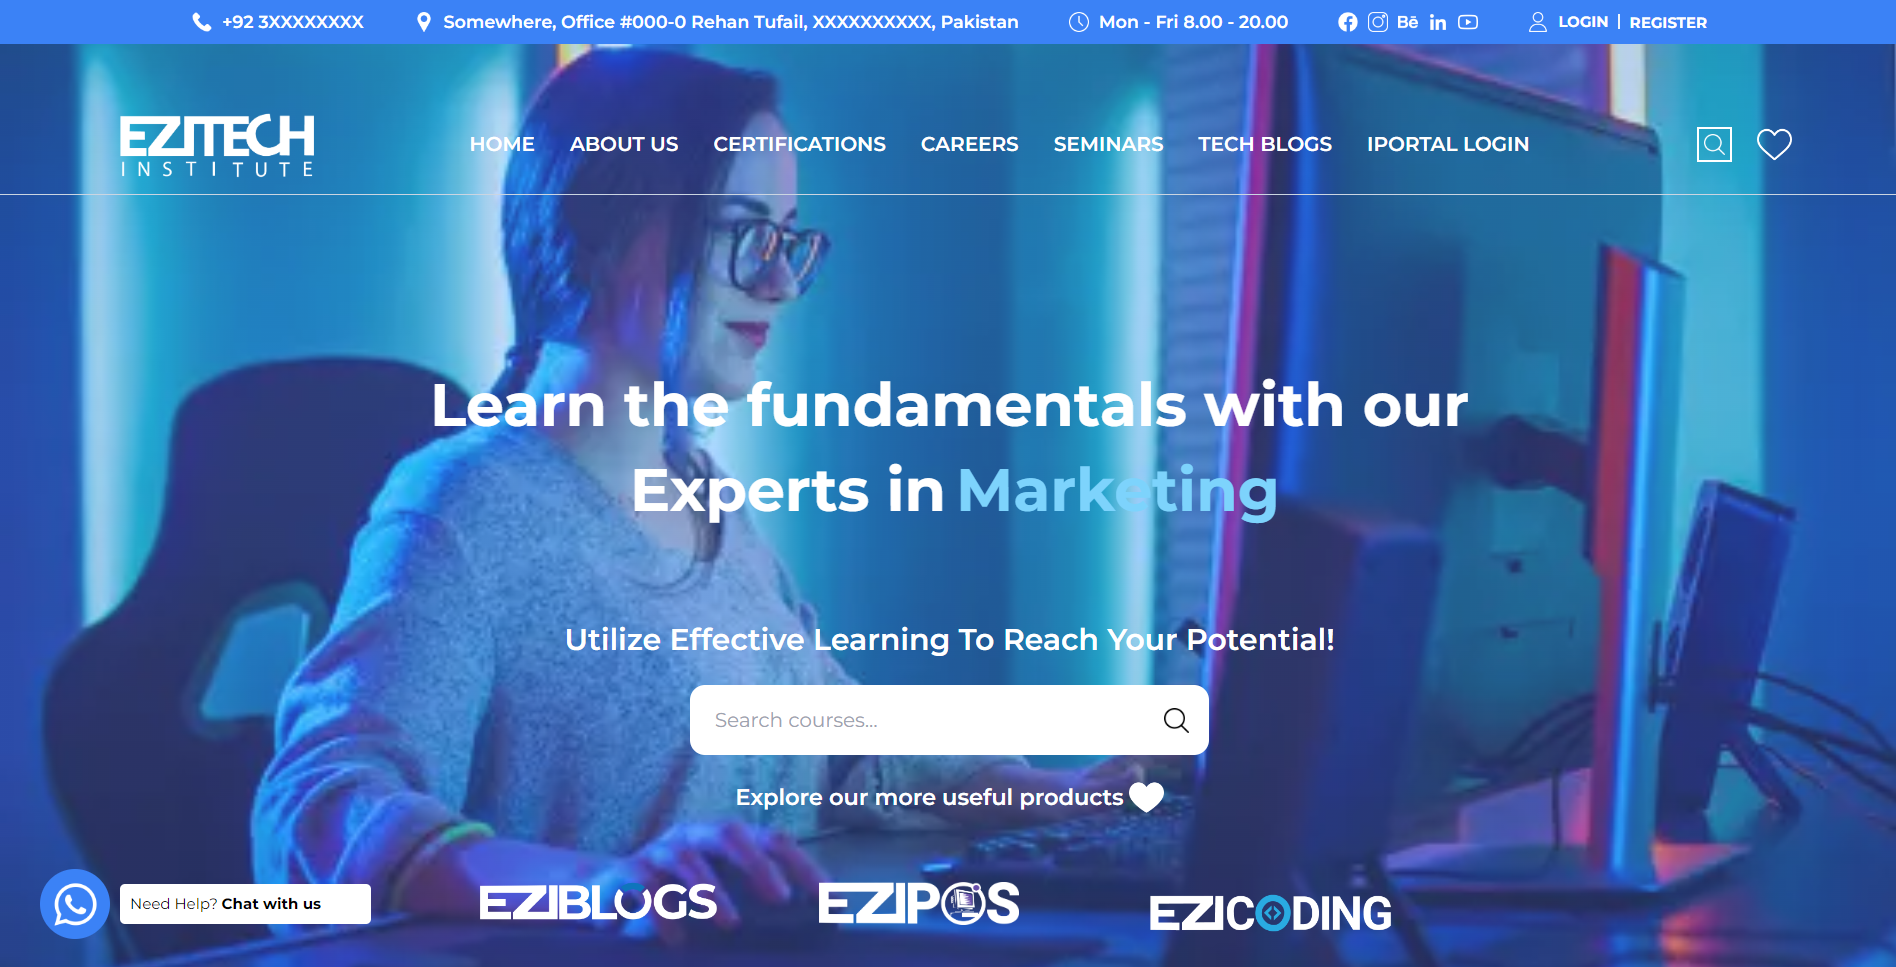 +92 3XXXXXXXX Somewhere, Office #000-0 Rehan Tufail, XXXXXXXXXX, Pakistan Mon - Fri 8.00 - 20.00 Bē in LOGIN | REGISTER
EZITECH
INSTITUTE
HOME ABOUT US CERTIFICATIONS CAREERS SEMINARS TECH BLOGS IPORTAL LOGIN
Learn the fundamentals with our
Experts in Marketing
Utilize Effective Learning To Reach Your Potential!
Search courses...
Explore our more useful products
Need Help? Chat with us
EZIBLOGS EZIPOS EZICODING